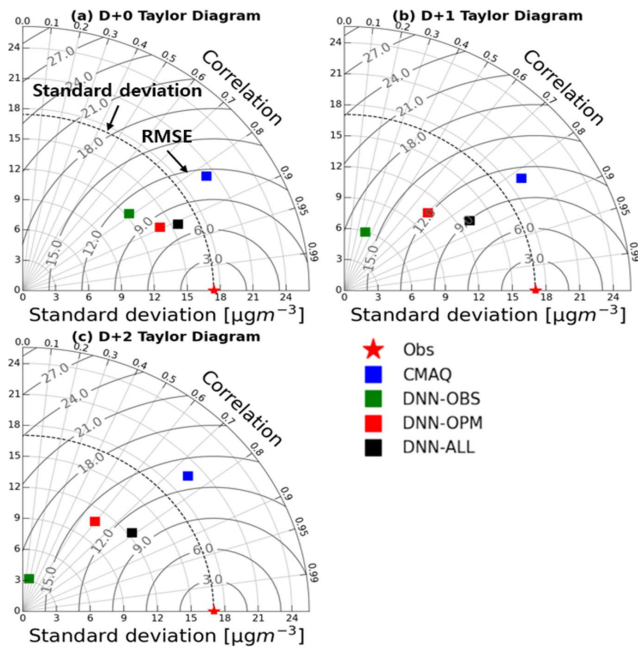 (a) D+0 Taylor Diagram
0.0 0.1 0.2 0.3 0.4 0.5 0.6 0.7 0.8 0.9 0.95 0.99
Correlation
Standard deviation
RMSE
27.0 24.0 21.0 18.0 15.0 12.0 9.0 6.0 3.0
24
21
18
15
12
9
6
3
0
0 3 6 9 12 15 18 21 24
Standard deviation [μgm⁻³]
(b) D+1 Taylor Diagram
0.0 0.1 0.2 0.3 0.4 0.5 0.6 0.7 0.8 0.9 0.95 0.99
Correlation
27.0 24.0 21.0 18.0 15.0 12.0 9.0 6.0 3.0
24
21
18
15
12
9
6
3
0
0 3 6 9 12 15 18 21 24
Standard deviation [μgm⁻³]
(c) D+2 Taylor Diagram
0.0 0.1 0.2 0.3 0.4 0.5 0.6 0.7 0.8 0.9 0.95 0.99
Correlation
27.0 24.0 21.0 18.0 15.0 12.0 9.0 6.0 3.0
24
21
18
15
12
9
6
3
0
0 3 6 9 12 15 18 21 24
Standard deviation [μgm⁻³]
Obs
CMAQ
DNN-OBS
DNN-OPM
DNN-ALL